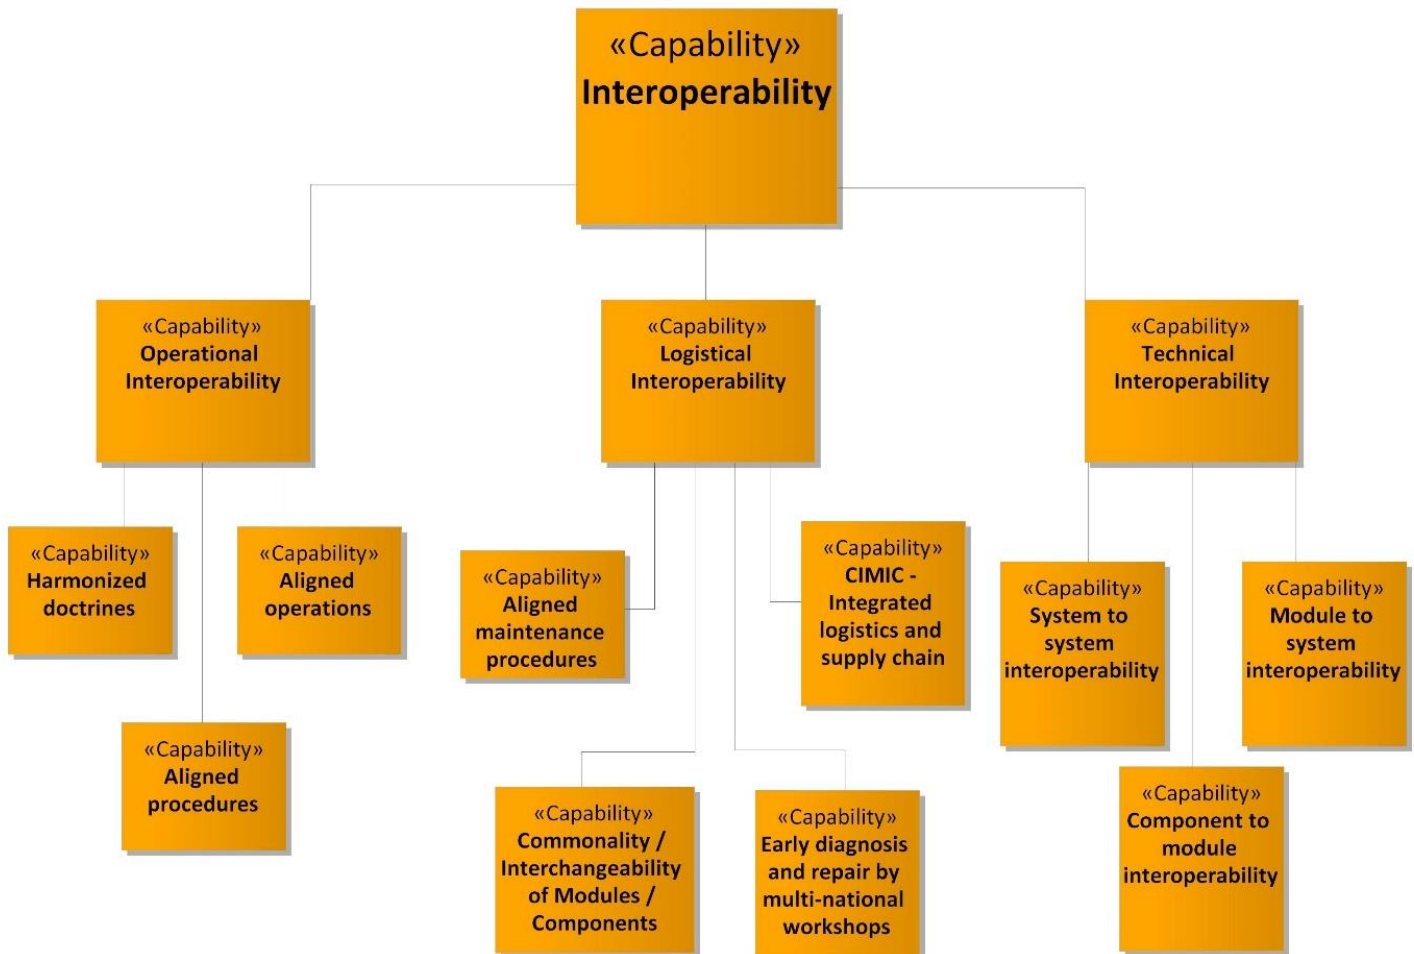 «Capability»
Interoperability
«Capability»
Operational
Interoperability
«Capability»
Logistical
Interoperability
«Capability»
Technical
Interoperability
«Capability»
Harmonized
doctrines
«Capability»
Aligned
operations
«Capability»
Aligned
procedures
«Capability»
Aligned
maintenance
procedures
«Capability»
CIMIC -
Integrated
logistics and
supply chain
«Capability»
Commonality /
Interchangeability
of Modules /
Components
«Capability»
Early diagnosis
and repair by
multi-national
workshops
«Capability»
System to
system
interoperability
«Capability»
Module to
system
interoperability
«Capability»
Component to
module
interoperability